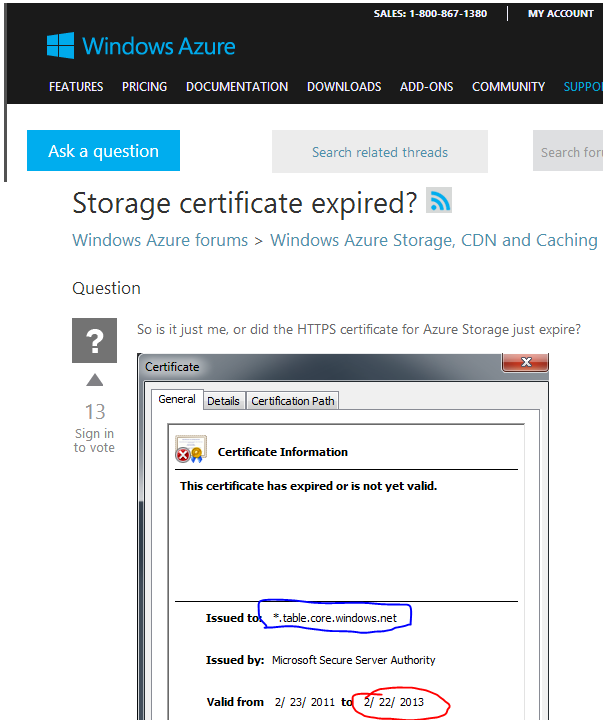 SALES: 1-800-867-1380 MY ACCOUNT
Windows Azure
FEATURES PRICING DOCUMENTATION DOWNLOADS ADD-ONS COMMUNITY SUPPO
Ask a question Search related threads Search for
Storage certificate expired?
Windows Azure forums > Windows Azure Storage, CDN and Caching
Question
? So is it just me, or did the HTTPS certificate for Azure Storage just expire?
13
Sign in
to vote
Certificate X
General Details Certification Path
Certificate Information
This certificate has expired or is not yet valid.
Issued to: *.table.core.windows.net
Issued by: Microsoft Secure Server Authority
Valid from 2/ 23/ 2011 to 2/ 22/ 2013